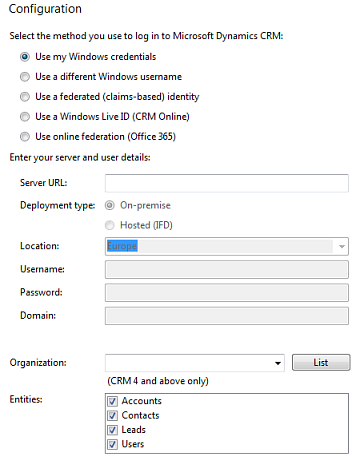 Configuration
Select the method you use to log in to Microsoft Dynamics CRM:
Use my Windows credentials
Use a different Windows username
Use a federated (claims-based) identity
Use a Windows Live ID (CRM Online)
Use online federation (Office 365)
Enter your server and user details:
Server URL:
Deployment type: On-premise
Hosted (IFD)
Location: Europe
Username:
Password:
Domain:
Organization: List
(CRM 4 and above only)
Entities: Accounts
Contacts
Leads
Users